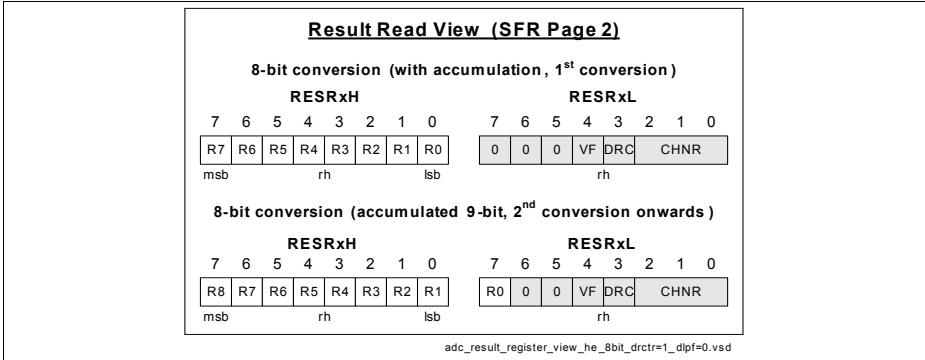 Result Read View (SFR Page 2)
8-bit conversion (with accumulation, 1st conversion)
RESRxH RESRxL
7 6 5 4 3 2 1 0 7 6 5 4 3 2 1 0
R7 R6 R5 R4 R3 R2 R1 R0 0 0 0 VF DRC CHNR
msb rh lsb rh
8-bit conversion (accumulated 9-bit, 2nd conversion onwards)
RESRxH RESRxL
7 6 5 4 3 2 1 0 7 6 5 4 3 2 1 0
R8 R7 R6 R5 R4 R3 R2 R1 R0 0 0 VF DRC CHNR
msb rh lsb rh
adc_result_register_view_he_8bit_drctr=1_dlpf=0.vsd